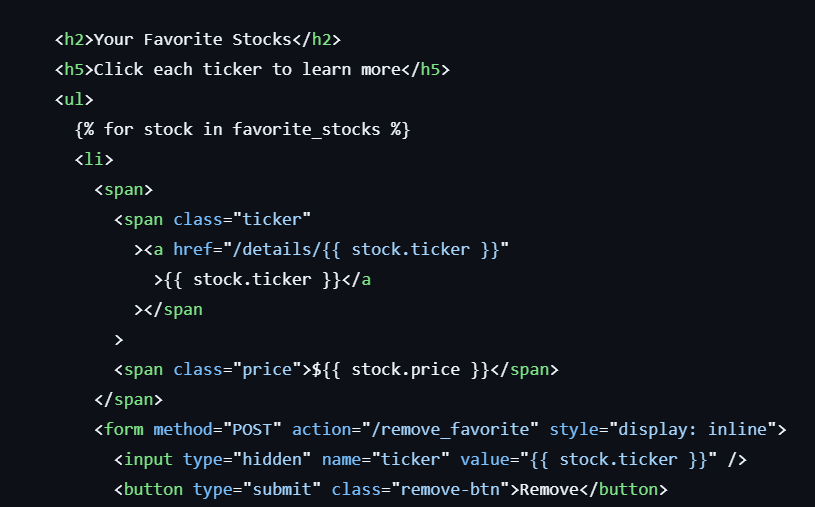 <h2>Your Favorite Stocks</h2>
<h5>Click each ticker to learn more</h5>
<ul>
{% for stock in favorite_stocks %}
<li>
<span>
<span class="ticker"
><a href="/details/{{ stock.ticker }}"
>{{ stock.ticker }}</a
></span
>
<span class="price">${{ stock.price }}</span>
</span>
<form method="POST" action="/remove_favorite" style="display: inline">
<input type="hidden" name="ticker" value="{{ stock.ticker }}" />
<button type="submit" class="remove-btn">Remove</button>